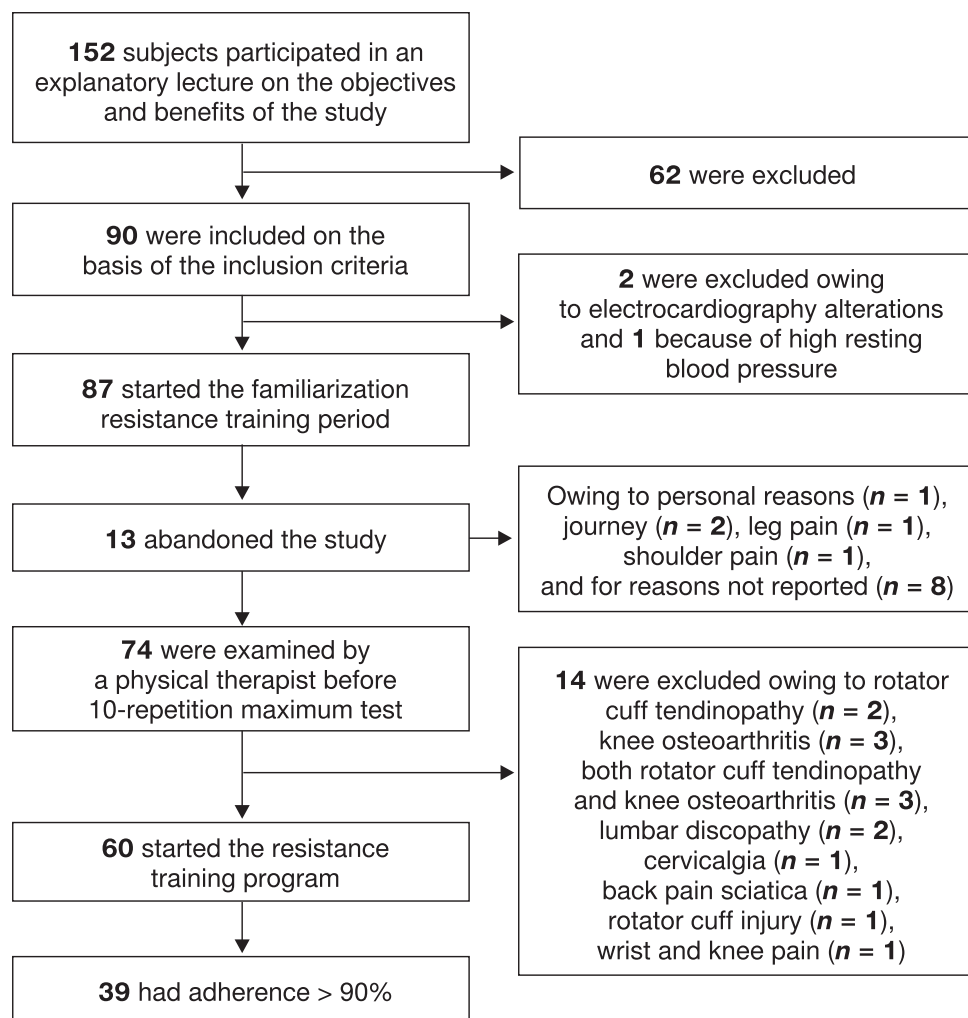 152 subjects participated in an
explanatory lecture on the objectives
and benefits of the study
62 were excluded
90 were included on the
basis of the inclusion criteria
2 were excluded owing
to electrocardiography alterations
and 1 because of high resting
blood pressure
87 started the familiarization
resistance training period
13 abandoned the study
Owing to personal reasons (n = 1),
journey (n = 2), leg pain (n = 1),
shoulder pain (n = 1),
and for reasons not reported (n = 8)
74 were examined by
a physical therapist before
10-repetition maximum test
14 were excluded owing to rotator
cuff tendinopathy (n = 2),
knee osteoarthritis (n = 3),
both rotator cuff tendinopathy
and knee osteoarthritis (n = 3),
lumbar discopathy (n = 2),
cervicalgia (n = 1),
back pain sciatica (n = 1),
rotator cuff injury (n = 1),
wrist and knee pain (n = 1)
60 started the resistance
training program
39 had adherence > 90%